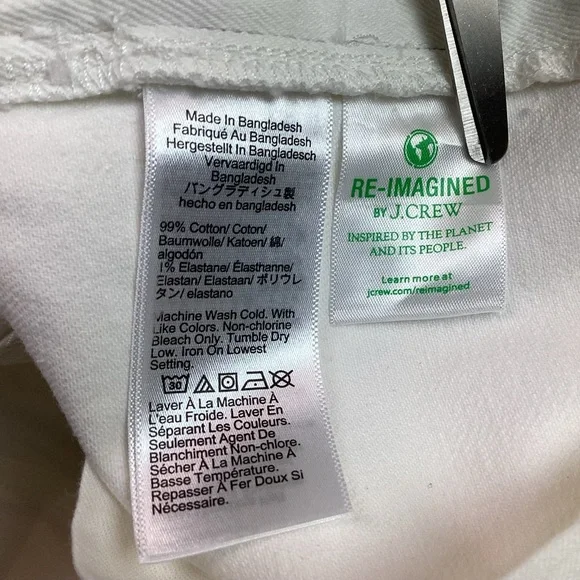 Made In Bangladesh
Fabriqué Au Bangladesh
Hergestellt In Bangladesch
Vervaardigd In
Bangladesh
バングラディシュ製
hecho en bangladesh
99% Cotton/ Coton/
Baumwolle/ Katoen/ 綿/
algodón
1% Elastane/ Élasthanne/
Elastan/ Elastaan/ ポリウレ
タン/ elastano
Machine Wash Cold. With
Like Colors. Non-chlorine
Bleach Only. Tumble Dry
Low. Iron On Lowest
Setting.
30
Laver À La Machine À
L'eau Froide. Laver En
Séparant Les Couleurs.
Seulement Agent De
Blanchiment Non-chlore.
Sécher À La Machine À
Basse Température.
Repasser À Fer Doux Si
Nécessaire.
RE-IMAGINED
BY J.CREW
INSPIRED BY THE PLANET
AND ITS PEOPLE.
Learn more at
jcrew.com/reimagined